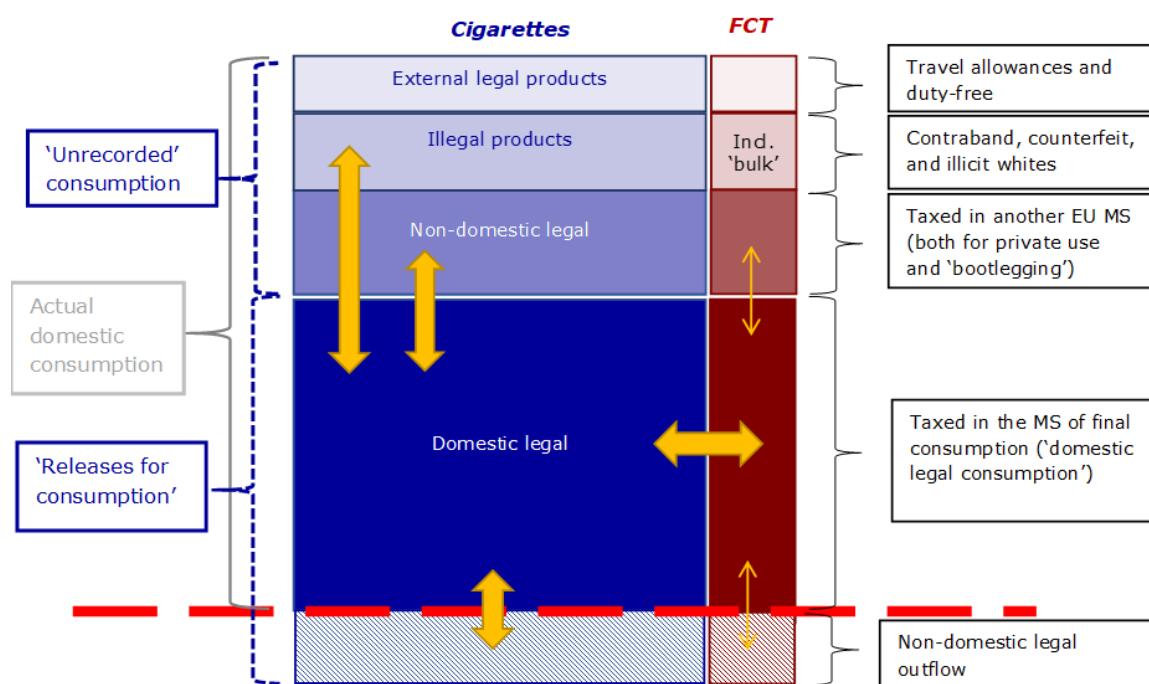 Cigarettes
FCT
External legal products
Travel allowances and
duty-free
Illegal products
Incl.
'bulk'
Contraband, counterfeit,
and illicit whites
'Unrecorded'
consumption
Non-domestic legal
Taxed in another EU MS
(both for private use
and 'bootlegging')
Actual
domestic
consumption
Domestic legal
Taxed in the MS of final
consumption ('domestic
legal consumption')
'Releases for
consumption'
Non-domestic legal
outflow